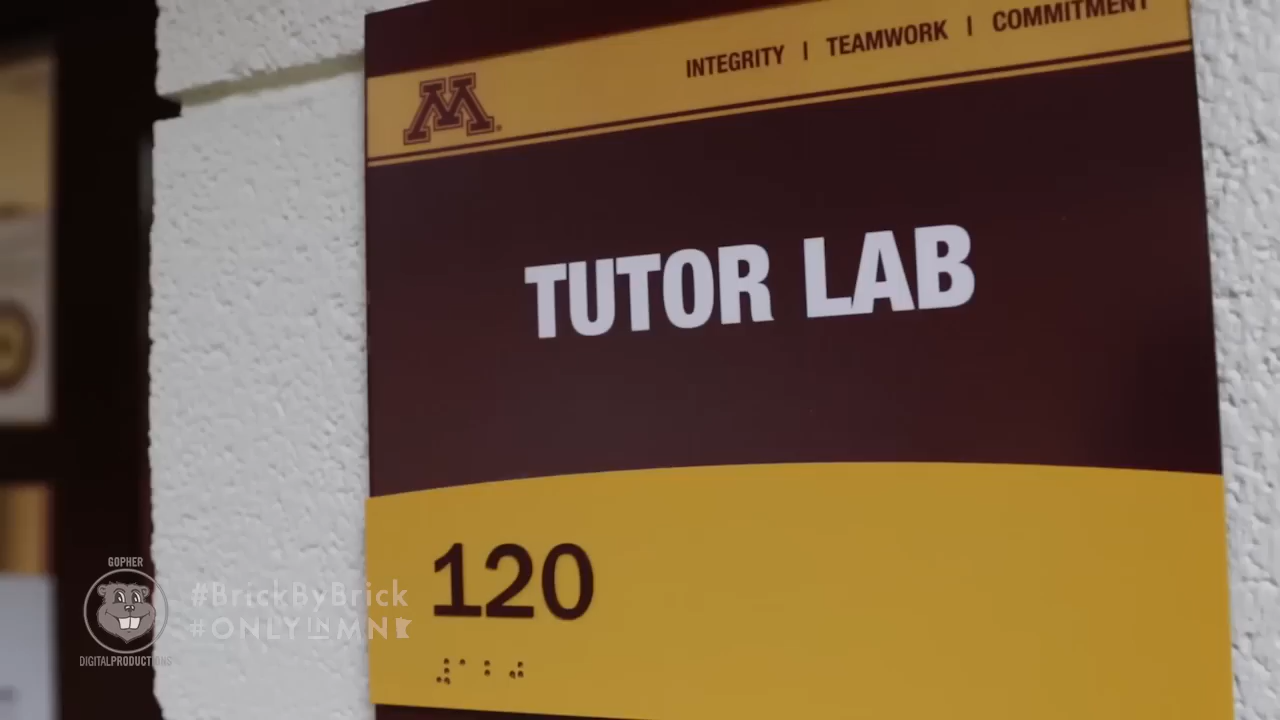 INTEGRITY | TEAMWORK | COMMITMENT
M
TUTOR LAB
120
⠼⠁⠃⠚
GOPHER
DIGITALPRODUCTIONS
#BrickByBrick
#ONLYINMN